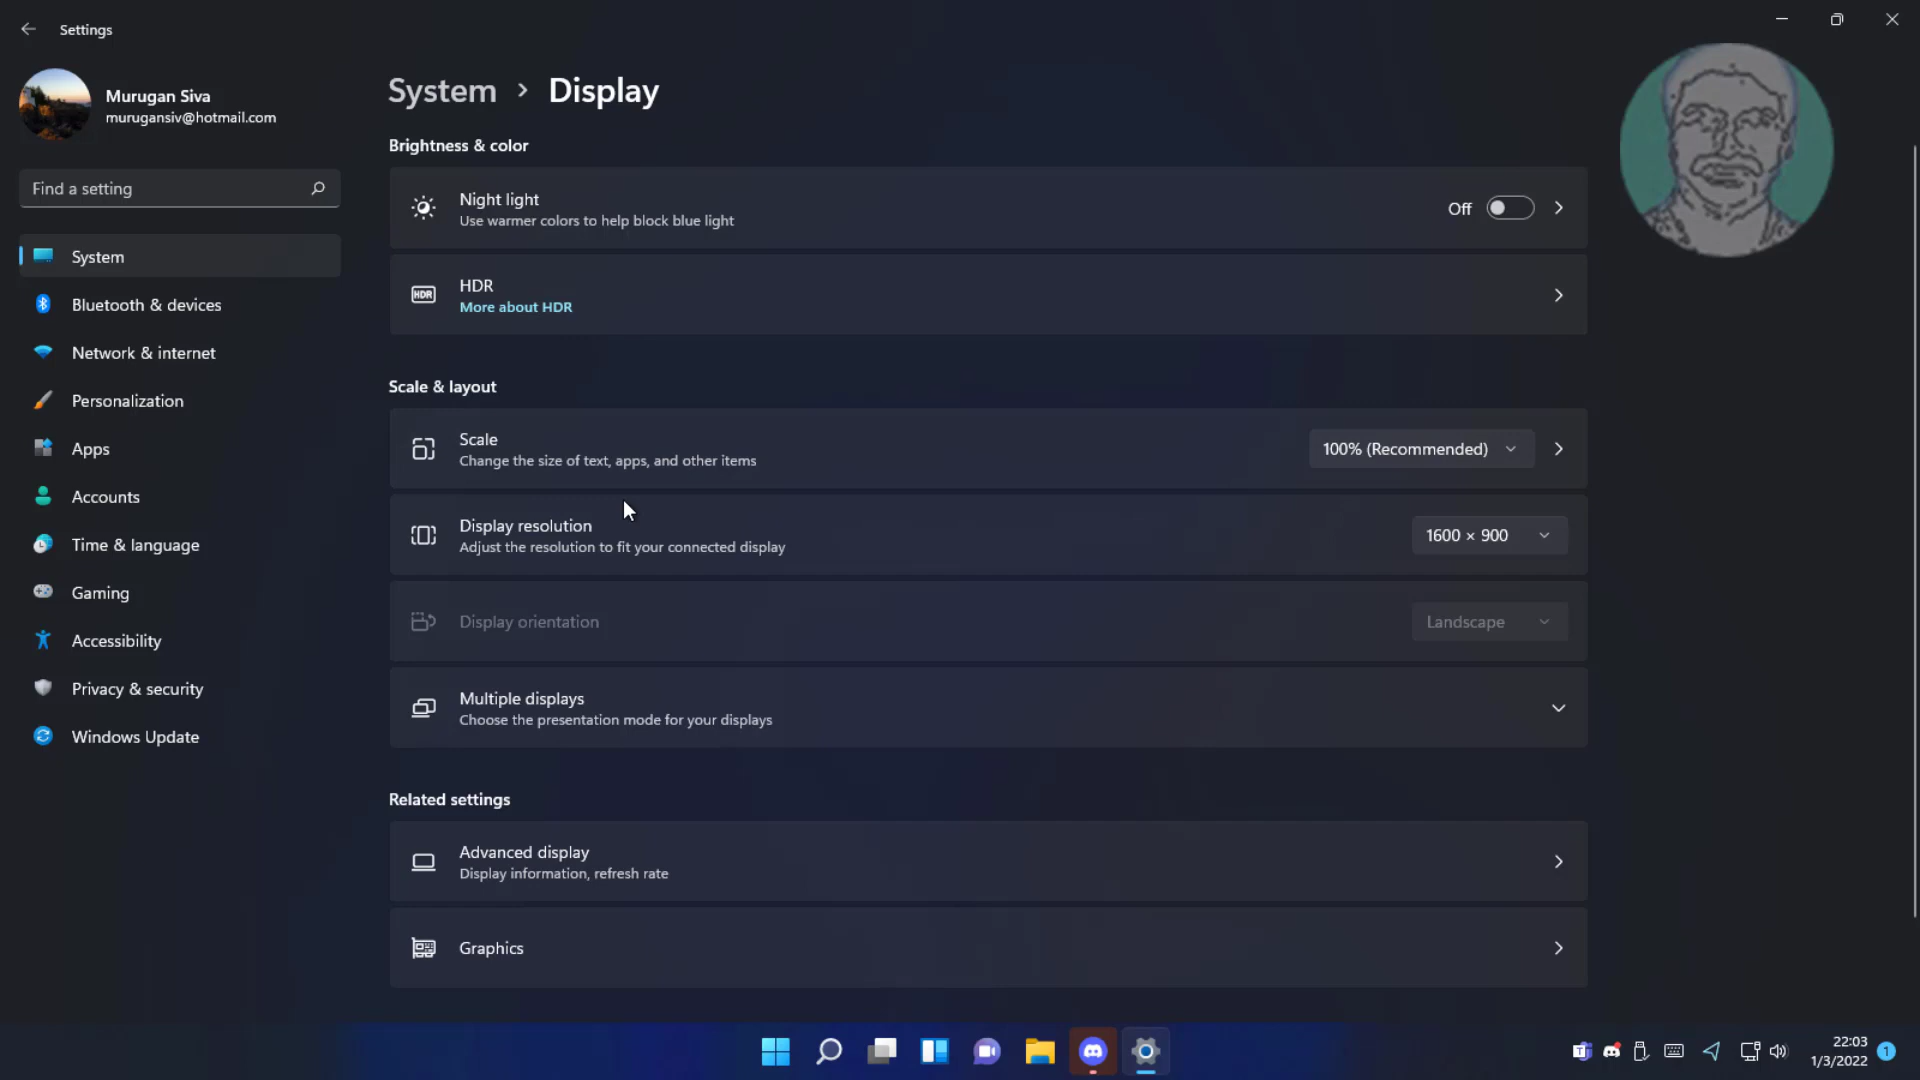 Settings
Murugan Siva
murugansiv@hotmail.com
Find a setting
System
Bluetooth & devices
Network & internet
Personalization
Apps
Accounts
Time & language
Gaming
Accessibility
Privacy & security
Windows Update
System > Display
Brightness & color
Night light
Use warmer colors to help block blue light
Off
HDR
HDR
More about HDR
Scale & layout
Scale
Change the size of text, apps, and other items
100% (Recommended)
Display resolution
Adjust the resolution to fit your connected display
1600 × 900
Display orientation
Landscape
Multiple displays
Choose the presentation mode for your displays
Related settings
Advanced display
Display information, refresh rate
Graphics
22:03
1/3/2022
1